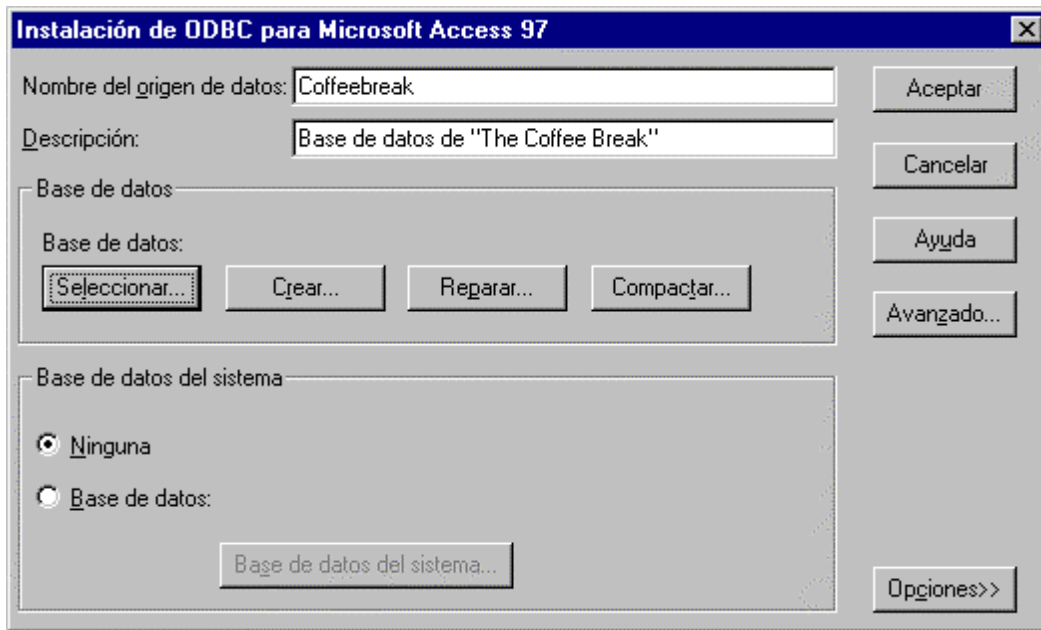 Instalación de ODBC para Microsoft Access 97
Nombre del origen de datos: Coffeebreak
Descripción: Base de datos de "The Coffee Break"
Aceptar
Cancelar
Ayuda
Avanzado...
Base de datos
Base de datos:
Seleccionar... Crear... Reparar... Compactar...
Base de datos del sistema
Ninguna
Base de datos:
Base de datos del sistema...
Opciones>>